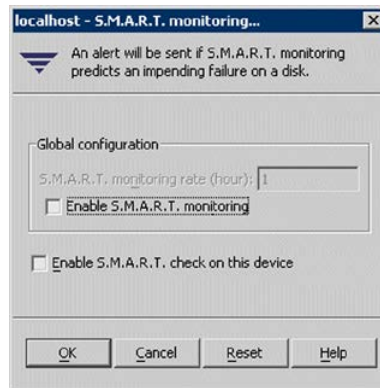 localhost - S.M.A.R.T. monitoring...
An alert will be sent if S.M.A.R.T. monitoring
predicts an impending failure on a disk.
Global configuration
S.M.A.R.T. monitoring rate (hour): 1
Enable S.M.A.R.T. monitoring
Enable S.M.A.R.T. check on this device
OK Cancel Reset Help